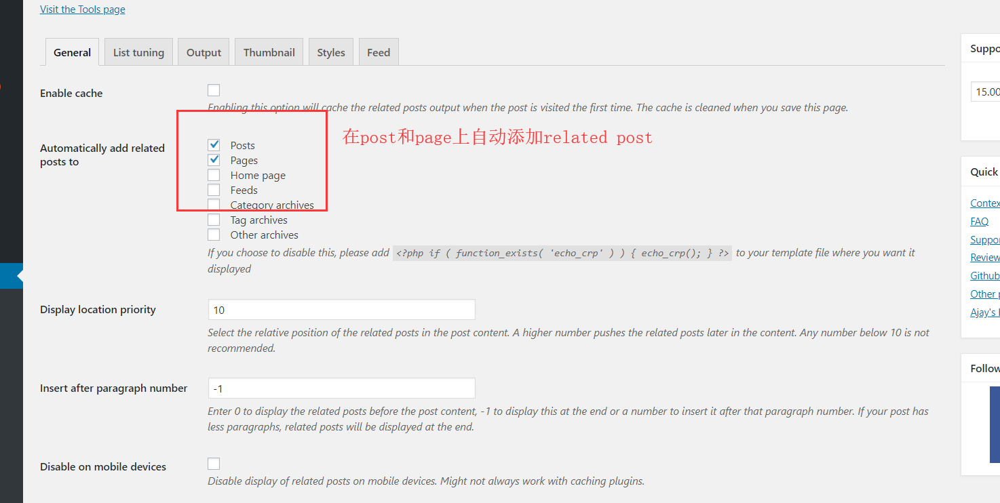 Visit the Tools page
General List tuning Output Thumbnail Styles Feed
Enable cache
Enabling this option will cache the related posts output when the post is visited the first time. The cache is cleaned when you save this page.
Automatically add related
posts to
Posts
Pages
Home page
Feeds
Category archives
Tag archives
Other archives
在post和page上自动添加related post
If you choose to disable this, please add <?php if ( function_exists( 'echo_crp' ) ) { echo_crp(); } ?> to your template file where you want it
displayed
Display location priority
10
Select the relative position of the related posts in the post content. A higher number pushes the related posts later in the content. Any number below 10 is not
recommended.
Insert after paragraph number
-1
Enter 0 to display the related posts before the post content, -1 to display this at the end or a number to insert it after that paragraph number. If your post has
less paragraphs, related posts will be displayed at the end.
Disable on mobile devices
Disable display of related posts on mobile devices. Might not always work with caching plugins.
Suppo
15.00
Quick
Contex
FAQ
Suppor
Review
Github
Other p
Ajay's
Follow